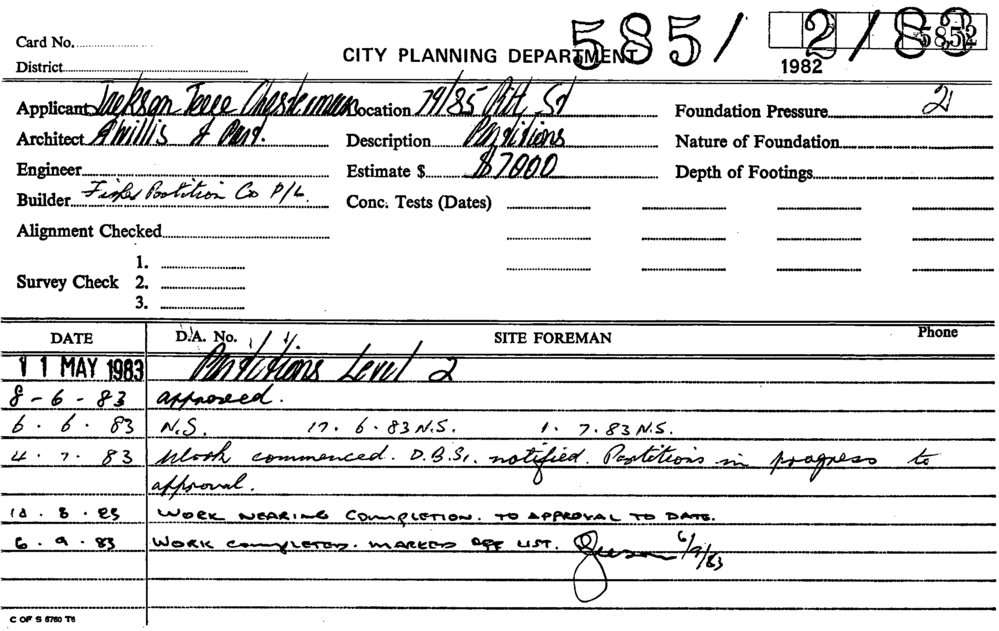 585/2/83
5852
Card No.
CITY PLANNING DEPARTMENT
1982
District
Applicant Jackson Teece Chesterman Location 79/85 Pitt St Foundation Pressure 2
Architect Willis & Part. Description Partitions Nature of Foundation
Engineer Estimate $ $7000 Depth of Footings
Builder Partition Co P/L. Conc. Tests (Dates)
Alignment Checked
1.
Survey Check 2.
3.
DATE D.A. No. SITE FOREMAN Phone
11 MAY 1983 Partitions Level 2
8-6-83 approved.
6.6.83 N.S. 17.6.83 N.S. 1.7.83 N.S.
4.7.83 Work commenced. D.B.S. notified. Partitions in progress to
approval.
.8.83 WORK NEARING COMPLETION. TO APPROVAL TO DATE.
6.9.83 WORK COMPLETED. MARKED OFF LIST. 6/9/83
C OF S 6760 T6